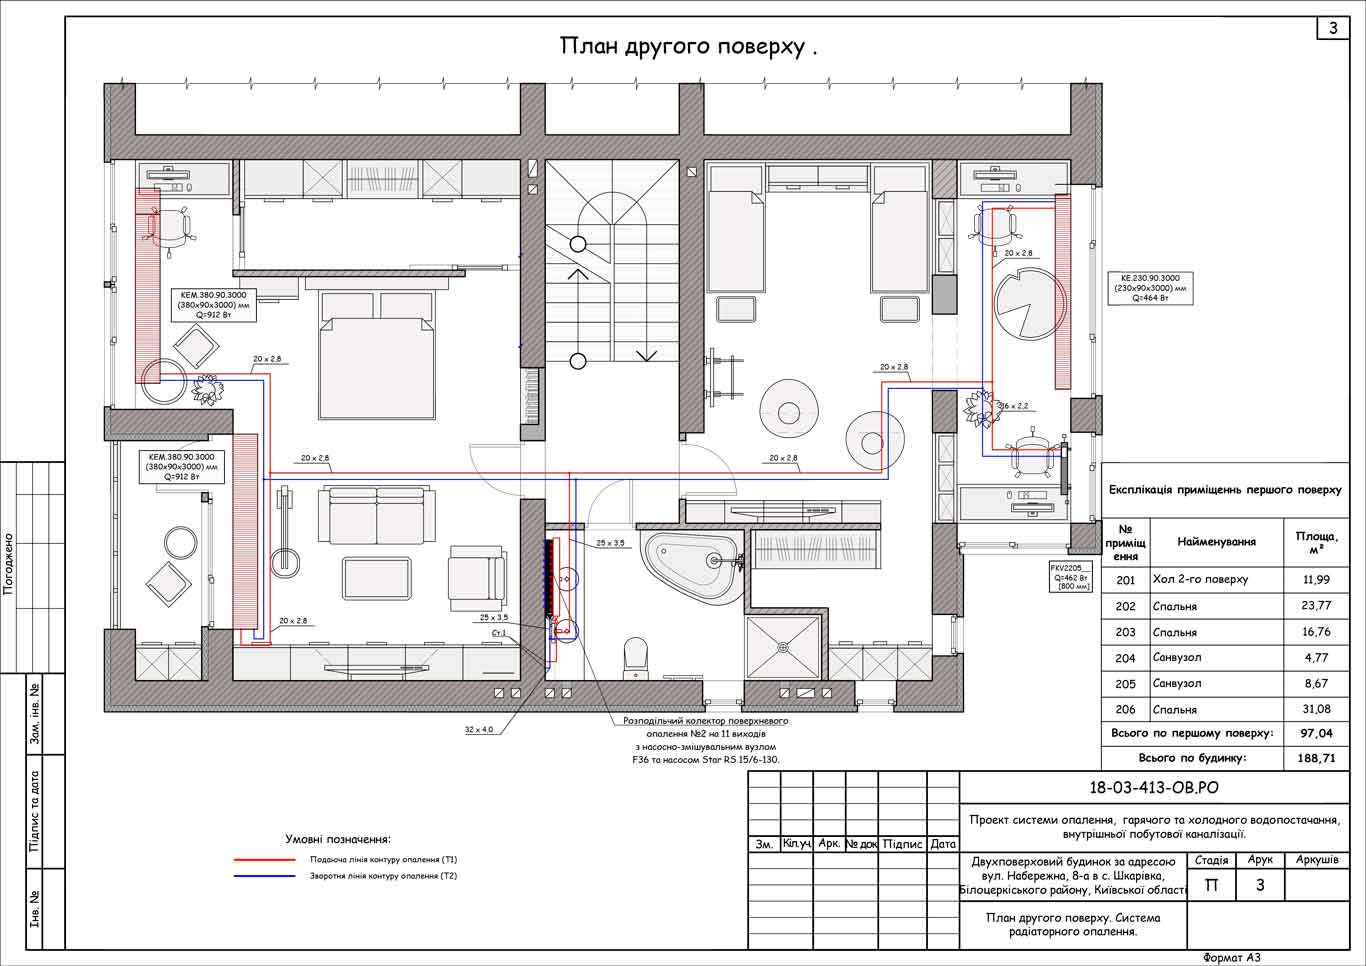 3
План другого поверху .
КЕМ.380.90.3000
(380х90х3000) мм
Q=912 Вт
20 х 2,8
КЕМ.380.90.3000
(380х90х3000) мм
Q=912 Вт
20 х 2,8
20 х 2,8
20 х 2,8
20 х 2,8
20 х 2,8
16 х 2,2
КЕ.230.90.3000
(230х90х3000) мм
Q=464 Вт
FKV2205__
Q=462 Вт
[800 мм]
25 х 3,5
25 х 3,5
Ст.1
32 х 4,0
Розподільчий колектор поверхневого
опалення №2 на 11 виходів
з насосно-змішувальним вузлом
F36 та насосом Star RS 15/6-130.
Експлікація приміщеннь першого поверху
№
приміщ
ення
Найменування
Площа,
м²
201 Хол 2-го поверху 11,99
202 Спальня 23,77
203 Спальня 16,76
204 Санвузол 4,77
205 Санвузол 8,67
206 Спальня 31,08
Всього по першому поверху: 97,04
Всього по будинку: 188,71
Умовні позначення:
Подаюча лінія контуру опалення (Т1)
Зворотня лінія контуру опалення (Т2)
18-03-413-ОВ.РО
Проект системи опалення, гарячого та холодного водопостачання,
внутрішньої побутової каналізації.
Зм. Кіл.уч. Арк. № док Підпис Дата
Двухповерховий будинок за адресою
вул. Набережна, 8-а в с. Шкарівка,
Білоцеркіського району, Київської області
Стадія Арук Аркушів
П 3
План другого поверху. Система
радіаторного опалення.
Формат А3
Погоджено
Зам. інв. №
Підпис та дата
Інв. №